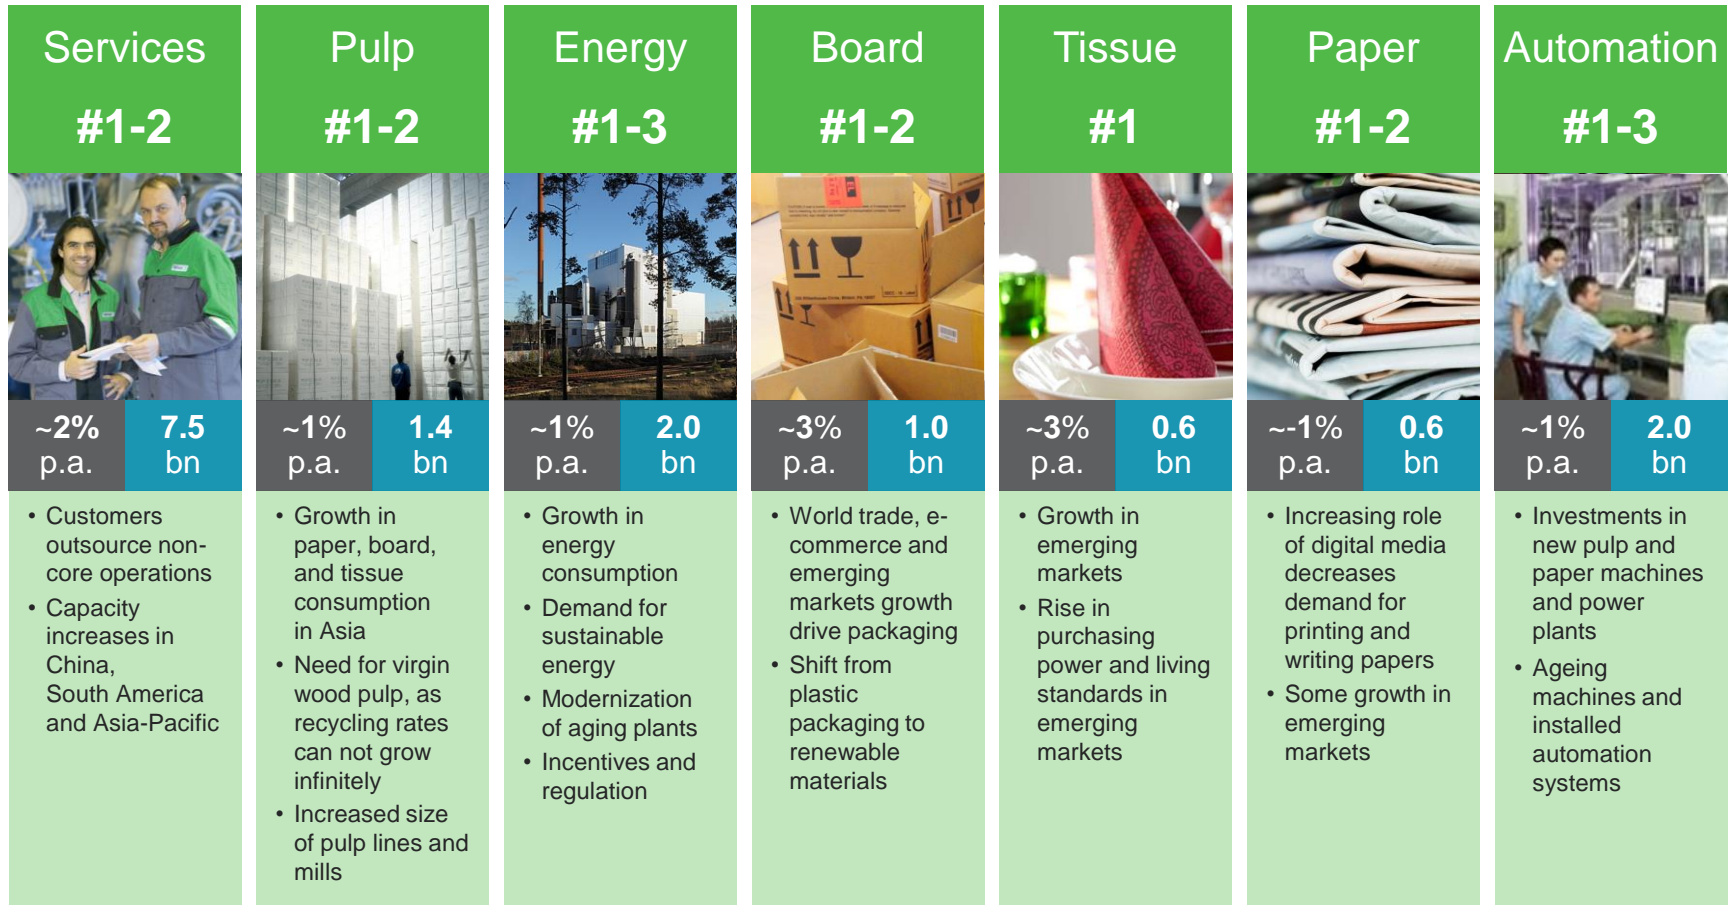 Services
#1-2
~2%
p.a.
7.5
bn
• Customers
outsource non-
core operations
• Capacity
increases in
China,
South America
and Asia-Pacific
Pulp
#1-2
~1%
p.a.
1.4
bn
• Growth in
paper, board,
and tissue
consumption
in Asia
• Need for virgin
wood pulp, as
recycling rates
can not grow
infinitely
• Increased size
of pulp lines and
mills
Energy
#1-3
~1%
p.a.
2.0
bn
• Growth in
energy
consumption
• Demand for
sustainable
energy
• Modernization
of aging plants
• Incentives and
regulation
Board
#1-2
~3%
p.a.
1.0
bn
• World trade, e-
commerce and
emerging
markets growth
drive packaging
• Shift from
plastic
packaging to
renewable
materials
Tissue
#1
~3%
p.a.
0.6
bn
• Growth in
emerging
markets
• Rise in
purchasing
power and living
standards in
emerging
markets
Paper
#1-2
~-1%
p.a.
0.6
bn
• Increasing role
of digital media
decreases
demand for
printing and
writing papers
• Some growth in
emerging
markets
Automation
#1-3
~1%
p.a.
2.0
bn
• Investments in
new pulp and
paper machines
and power
plants
• Ageing
machines and
installed
automation
systems